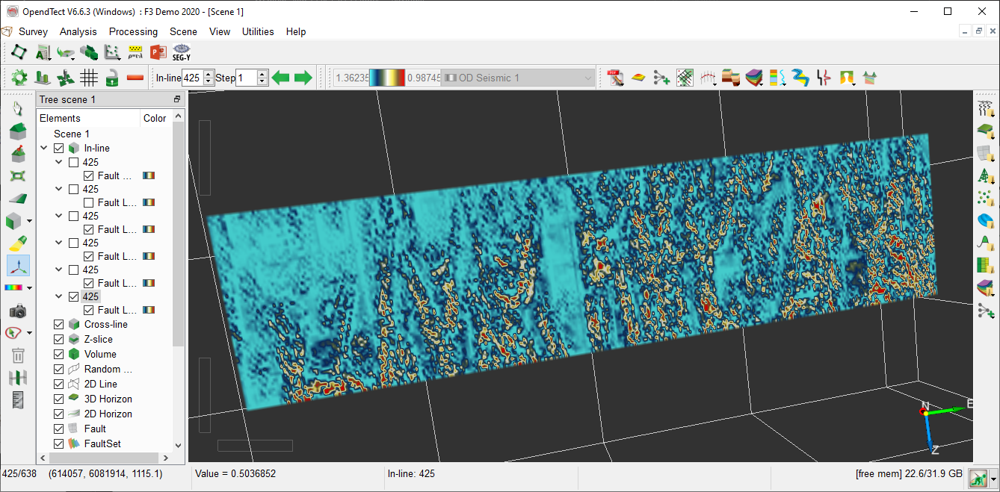 OpendTect V6.6.3 (Windows) : F3 Demo 2020 - [Scene 1]
Survey Analysis Processing Scene View Utilities Help
SEG-Y
In-line 425 Step 1 1.36235 0.98745 OD Seismic 1
Tree scene 1
Elements Color
Scene 1
In-line
425
Fault ...
425
Fault L...
425
Fault L...
425
Fault L...
425
Fault L...
425
Fault L...
Cross-line
Z-slice
Volume
Random ...
2D Line
3D Horizon
2D Horizon
Fault
FaultSet
N E
Z
425/638 (614057, 6081914, 1115.1) Value = 0.5036852 In-line: 425 [free mem] 22.6/31.9 GB